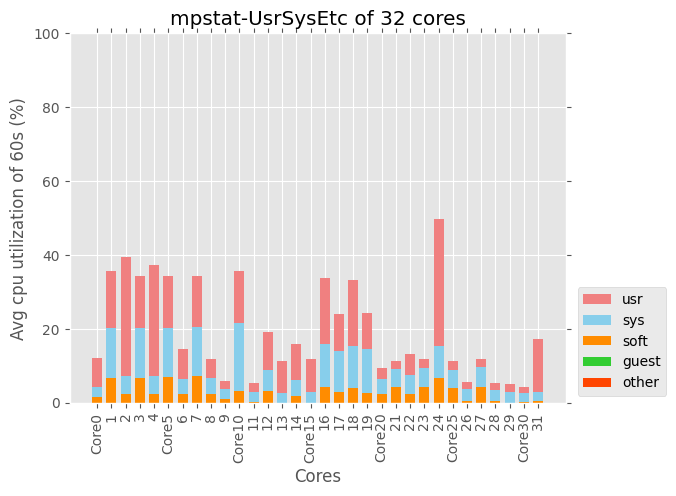 mpstat-UsrSysEtc of 32 cores
Avg cpu utilization of 60s (%)
100
80
60
40
20
0
Core0
1
2
3
4
Core5
6
7
8
9
Core10
11
12
13
14
Core15
16
17
18
19
Core20
21
22
23
24
Core25
26
27
28
29
Core30
31
Cores
usr
sys
soft
guest
other